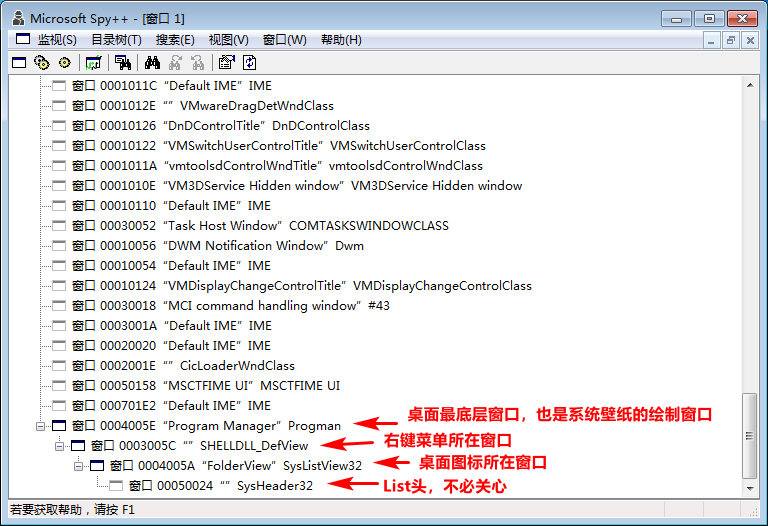 Microsoft Spy++ - [窗口 1]
监视(S) 目录树(T) 搜索(E) 视图(V) 窗口(W) 帮助(H)
窗口 0001011C “Default IME” IME
窗口 0001012E “” VMwareDragDetWndClass
窗口 00010126 “DnDControlTitle” DnDControlClass
窗口 00010122 “VMSwitchUserControlTitle” VMSwitchUserControlClass
窗口 0001011A “vmtoolsdControlWndTitle” vmtoolsdControlWndClass
窗口 0001010E “VM3DService Hidden window” VM3DService Hidden window
窗口 00010110 “Default IME” IME
窗口 00030052 “Task Host Window” COMTASKSWINDOWCLASS
窗口 00010056 “DWM Notification Window” Dwm
窗口 00010054 “Default IME” IME
窗口 00010124 “VMDisplayChangeControlTitle” VMDisplayChangeControlClass
窗口 00030018 “MCI command handling window” #43
窗口 0003001A “Default IME” IME
窗口 00020020 “Default IME” IME
窗口 0002001E “” CicLoaderWndClass
窗口 00050158 “MSCTFIME UI” MSCTFIME UI
窗口 000701E2 “Default IME” IME
窗口 0004005E “Program Manager” Progman 桌面最底层窗口，也是系统壁纸的绘制窗口
窗口 0003005C “” SHELLDLL_DefView 右键菜单所在窗口
窗口 0004005A “FolderView” SysListView32 桌面图标所在窗口
窗口 00050024 “” SysHeader32 List头，不必关心
若要获取帮助，请按 F1